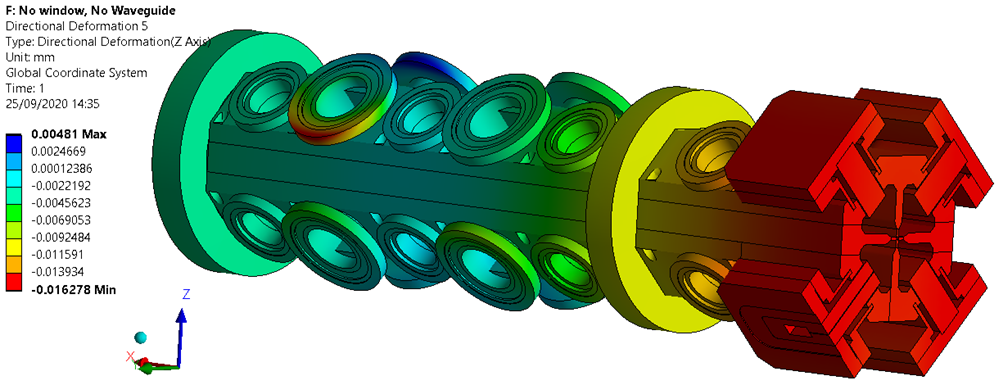 F: No window, No Waveguide
Directional Deformation 5
Type: Directional Deformation(Z Axis)
Unit: mm
Global Coordinate System
Time: 1
25/09/2020 14:35
0.00481 Max
0.0024669
0.00012386
-0.0022192
-0.0045623
-0.0069053
-0.0092484
-0.011591
-0.013934
-0.016278 Min
Z
X